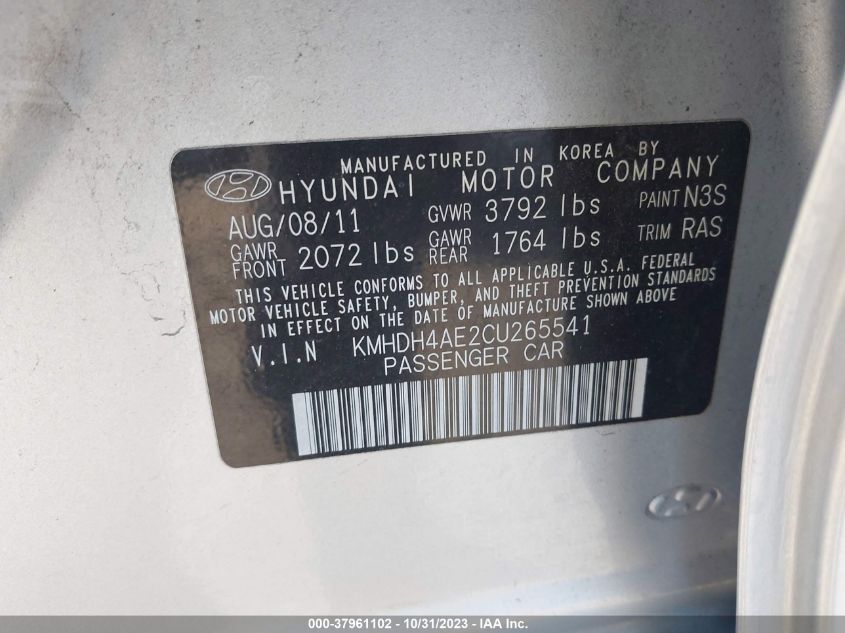 MANUFACTURED IN KOREA BY
HYUNDAI MOTOR COMPANY
AUG/08/11 GVWR 3792 lbs PAINT N3S
GAWR FRONT 2072 lbs GAWR REAR 1764 lbs TRIM RAS
THIS VEHICLE CONFORMS TO ALL APPLICABLE U.S.A. FEDERAL
MOTOR VEHICLE SAFETY, BUMPER, AND THEFT PREVENTION STANDARDS
IN EFFECT ON THE DATE OF MANUFACTURE SHOWN ABOVE
V.I.N KMHDH4AE2CU265541
PASSENGER CAR
000-37961102 - 10/31/2023 - IAA Inc.